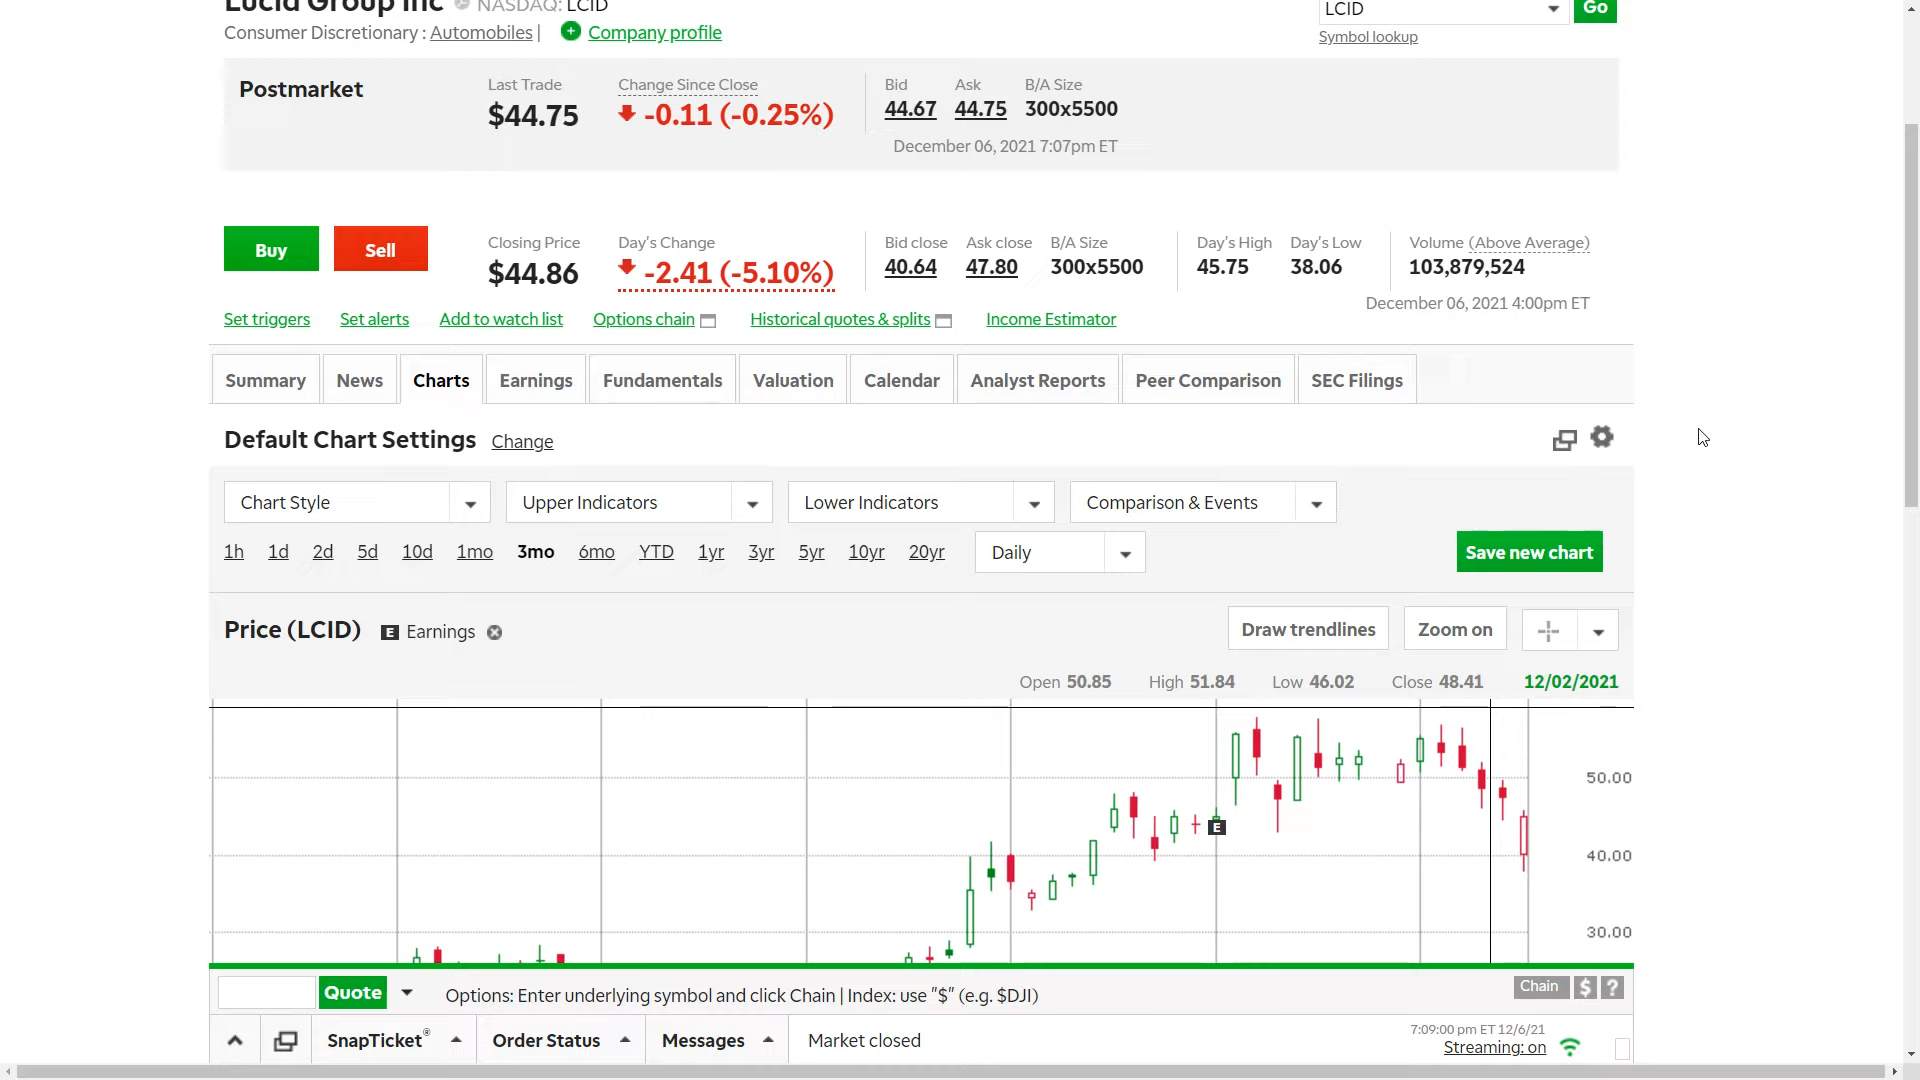 Lucid Group Inc NASDAQ: LCID
LCID Go
Consumer Discretionary : Automobiles | Company profile
Symbol lookup
Postmarket
Last Trade Change Since Close Bid Ask B/A Size
$44.75 -0.11 (-0.25%) 44.67 44.75 300x5500
December 06, 2021 7:07pm ET
Buy Sell
Closing Price Day's Change Bid close Ask close B/A Size Day's High Day's Low Volume (Above Average)
$44.86 -2.41 (-5.10%) 40.64 47.80 300x5500 45.75 38.06 103,879,524
December 06, 2021 4:00pm ET
Set triggers Set alerts Add to watch list Options chain Historical quotes & splits Income Estimator
Summary News Charts Earnings Fundamentals Valuation Calendar Analyst Reports Peer Comparison SEC Filings
Default Chart Settings Change
Chart Style Upper Indicators Lower Indicators Comparison & Events
1h 1d 2d 5d 10d 1mo 3mo 6mo YTD 1yr 3yr 5yr 10yr 20yr Daily Save new chart
Price (LCID) E Earnings Draw trendlines Zoom on
Open 50.85 High 51.84 Low 46.02 Close 48.41 12/02/2021
50.00
E
40.00
30.00
Quote Options: Enter underlying symbol and click Chain | Index: use "$" (e.g. $DJI) Chain $ ?
SnapTicket® Order Status Messages Market closed
7:09:00 pm ET 12/6/21
Streaming: on